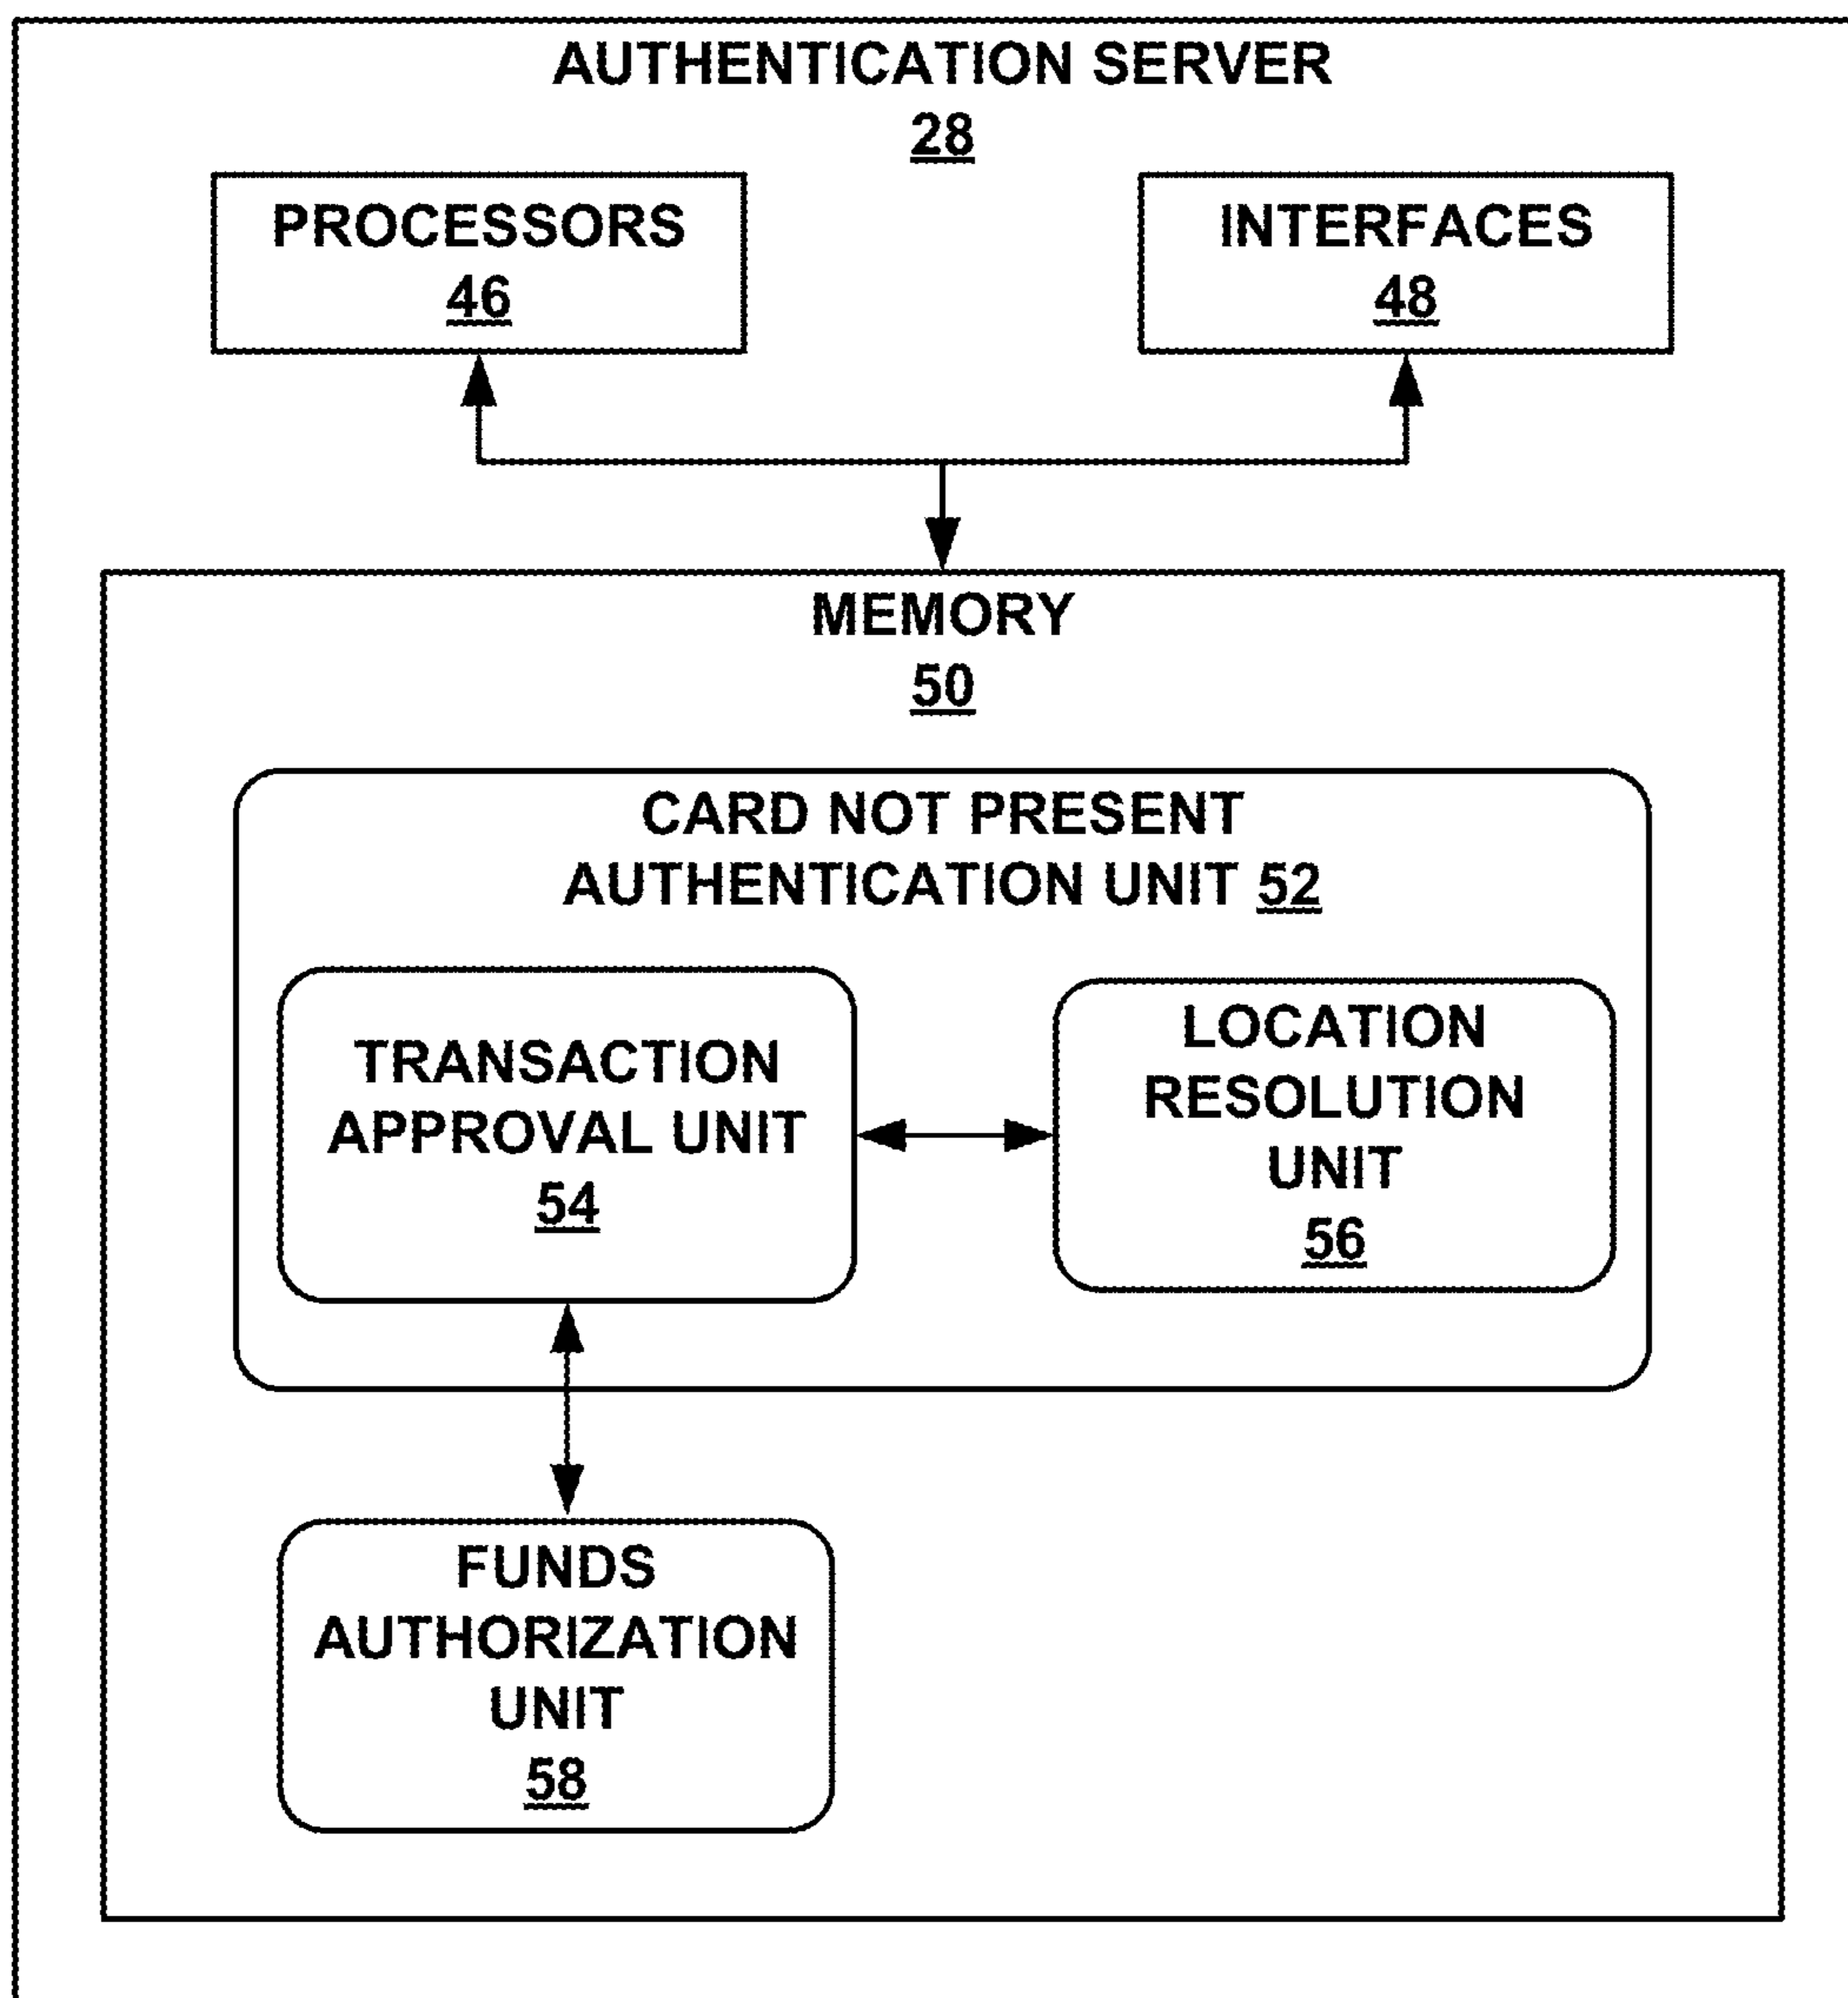 AUTHENTICATION SERVER
28
PROCESSORS
46
INTERFACES
48
MEMORY
50
CARD NOT PRESENT
AUTHENTICATION UNIT 52
TRANSACTION
APPROVAL UNIT
54
LOCATION
RESOLUTION
UNIT
56
FUNDS
AUTHORIZATION
UNIT
58